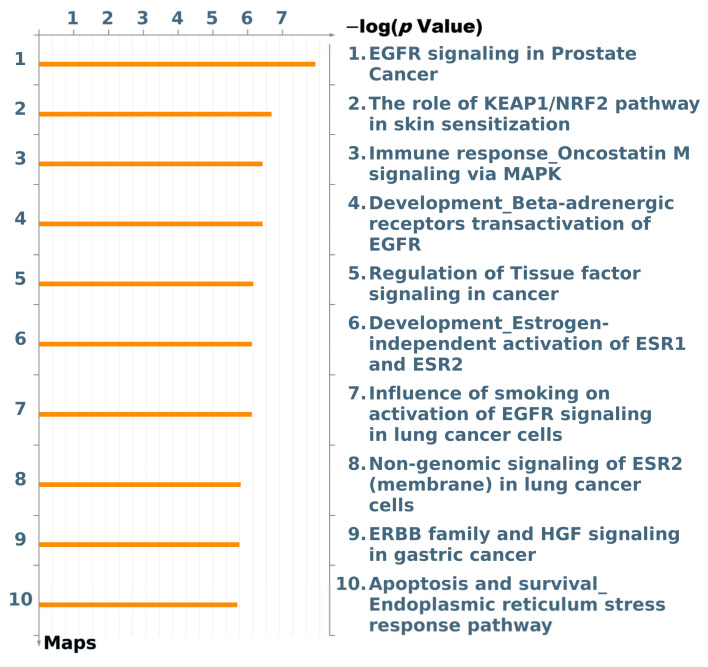 1 2 3 4 5 6 7
−log(p Value)
1
1. EGFR signaling in Prostate
Cancer
2
2. The role of KEAP1/NRF2 pathway
in skin sensitization
3
3. Immune response_Oncostatin M
signaling via MAPK
4
4. Development_Beta-adrenergic
receptors transactivation of
EGFR
5
5. Regulation of Tissue factor
signaling in cancer
6
6. Development_Estrogen-
independent activation of ESR1
and ESR2
7
7. Influence of smoking on
activation of EGFR signaling
in lung cancer cells
8
8. Non-genomic signaling of ESR2
(membrane) in lung cancer
cells
9
9. ERBB family and HGF signaling
in gastric cancer
10
10. Apoptosis and survival_
Endoplasmic reticulum stress
response pathway
Maps